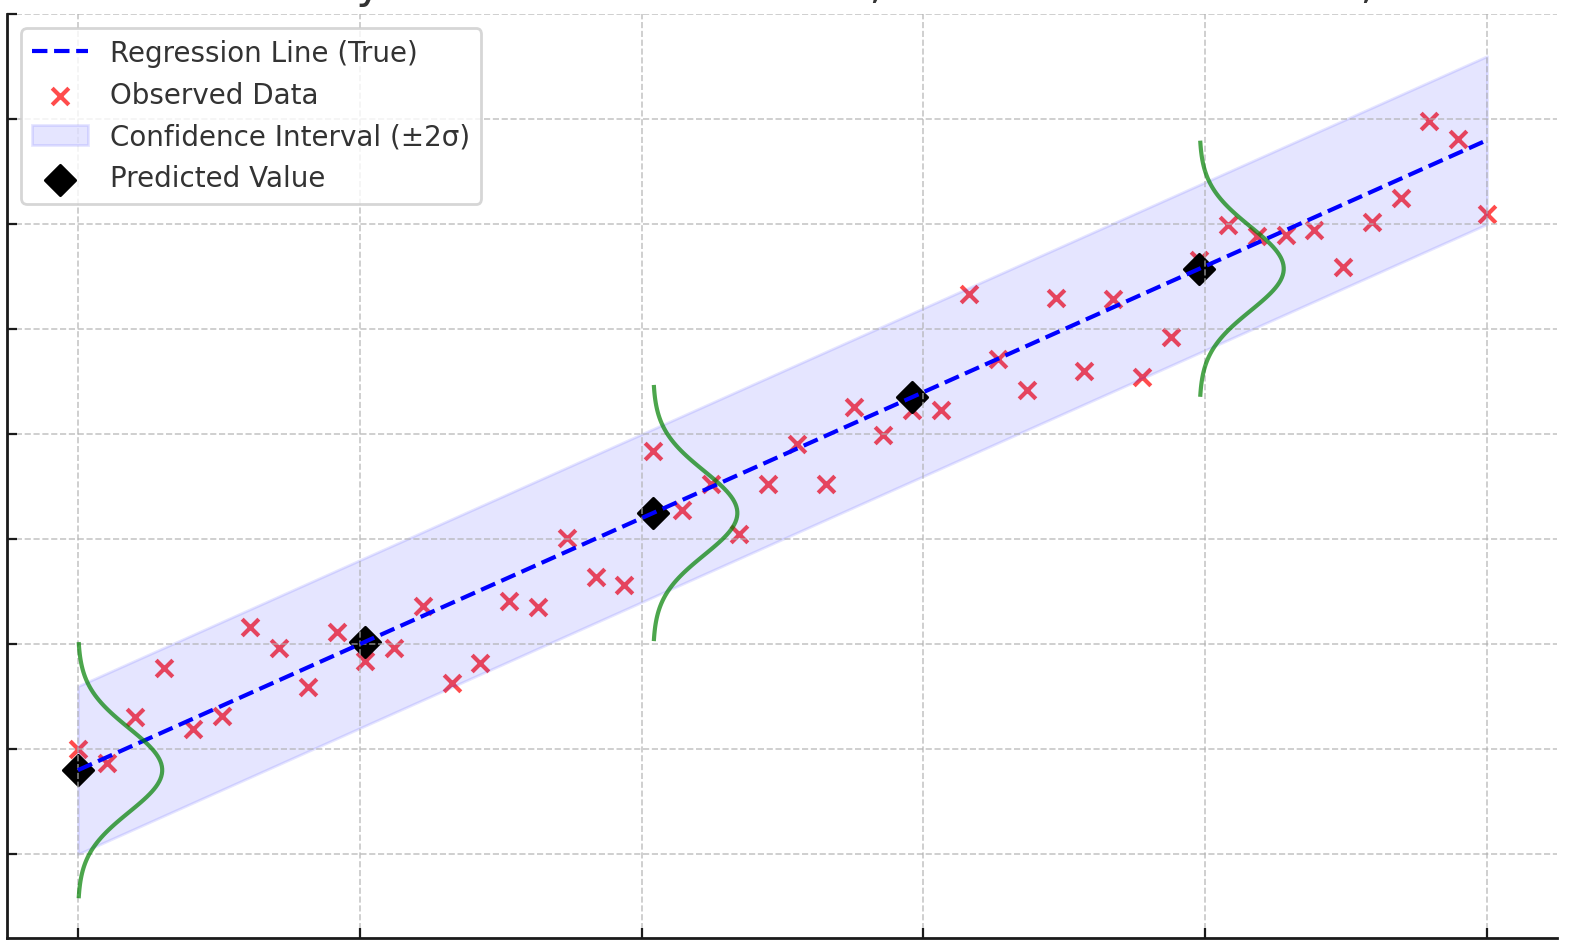 Regression Line (True)
Observed Data
Confidence Interval (±2σ)
Predicted Value